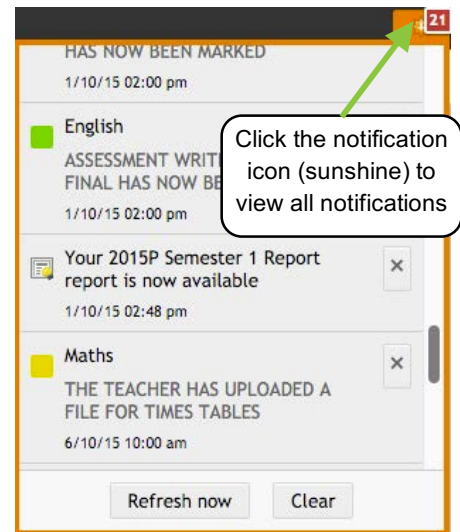 21
HAS NOW BEEN MARKED
1/10/15 02:00 pm
English
ASSESSMENT
FINAL HAS NOW
1/10/15 02:00 pm
Click the notification
icon (sunshine) to
view all notifications
Your 2015P Semester 1 Report
report is now available
1/10/15 02:48 pm
Maths
THE TEACHER HAS UPLOADED A
FILE FOR TIMES TABLES
6/10/15 10:00 am
Refresh now Clear